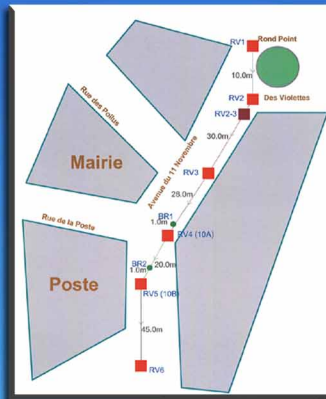 RV1
Rond Point
10.0m
RV2
Des Violettes
RV2-3
30.0m
Rue des Poilus
Avenue du 11 Novembre
Mairie
RV3
28.0m
Rue de la Poste
1.0m
BR1
RV4 (10A)
BR2
20.0m
1.0m
Poste
RV5 (10B)
45.0m
RV6